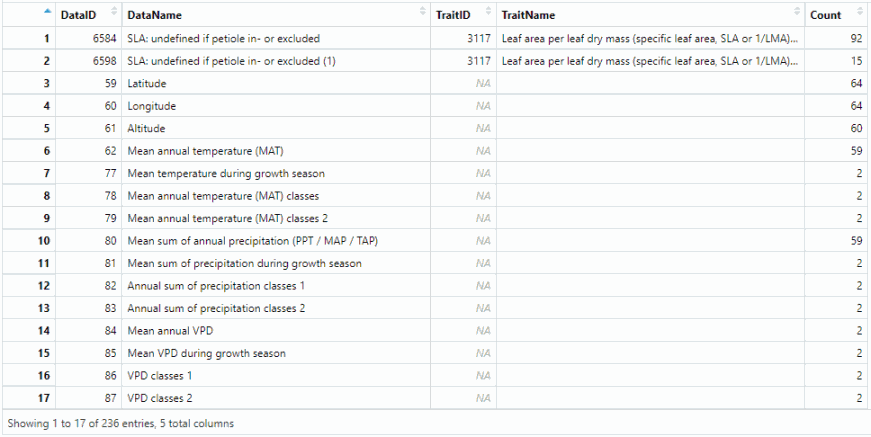 DataID DataName TraitID TraitName Count
1 6584 SLA: undefined if petiole in- or excluded 3117 Leaf area per leaf dry mass (specific leaf area, SLA or 1/LMA)... 92
2 6598 SLA: undefined if petiole in- or excluded (1) 3117 Leaf area per leaf dry mass (specific leaf area, SLA or 1/LMA)... 15
3 59 Latitude NA 64
4 60 Longitude NA 64
5 61 Altitude NA 60
6 62 Mean annual temperature (MAT) NA 59
7 77 Mean temperature during growth season NA 2
8 78 Mean annual temperature (MAT) classes NA 2
9 79 Mean annual temperature (MAT) classes 2 NA 2
10 80 Mean sum of annual precipitation (PPT / MAP / TAP) NA 59
11 81 Mean sum of precipitation during growth season NA 2
12 82 Annual sum of precipitation classes 1 NA 2
13 83 Annual sum of precipitation classes 2 NA 2
14 84 Mean annual VPD NA 2
15 85 Mean VPD during growth season NA 2
16 86 VPD classes 1 NA 2
17 87 VPD classes 2 NA 2
Showing 1 to 17 of 236 entries, 5 total columns